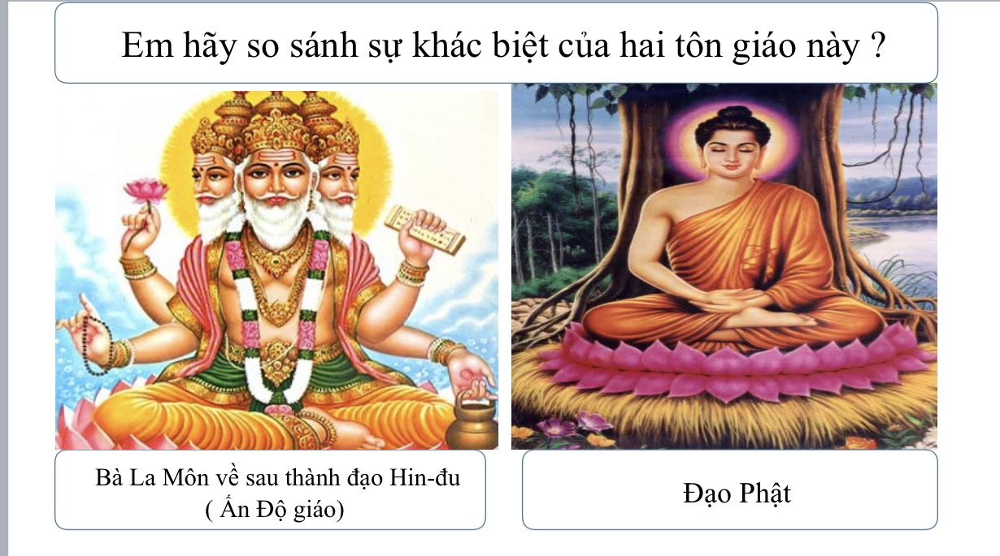 Em hãy so sánh sự khác biệt của hai tôn giáo này ?
Bà La Môn về sau thành đạo Hin-đu
( Ấn Độ giáo)
Đạo Phật